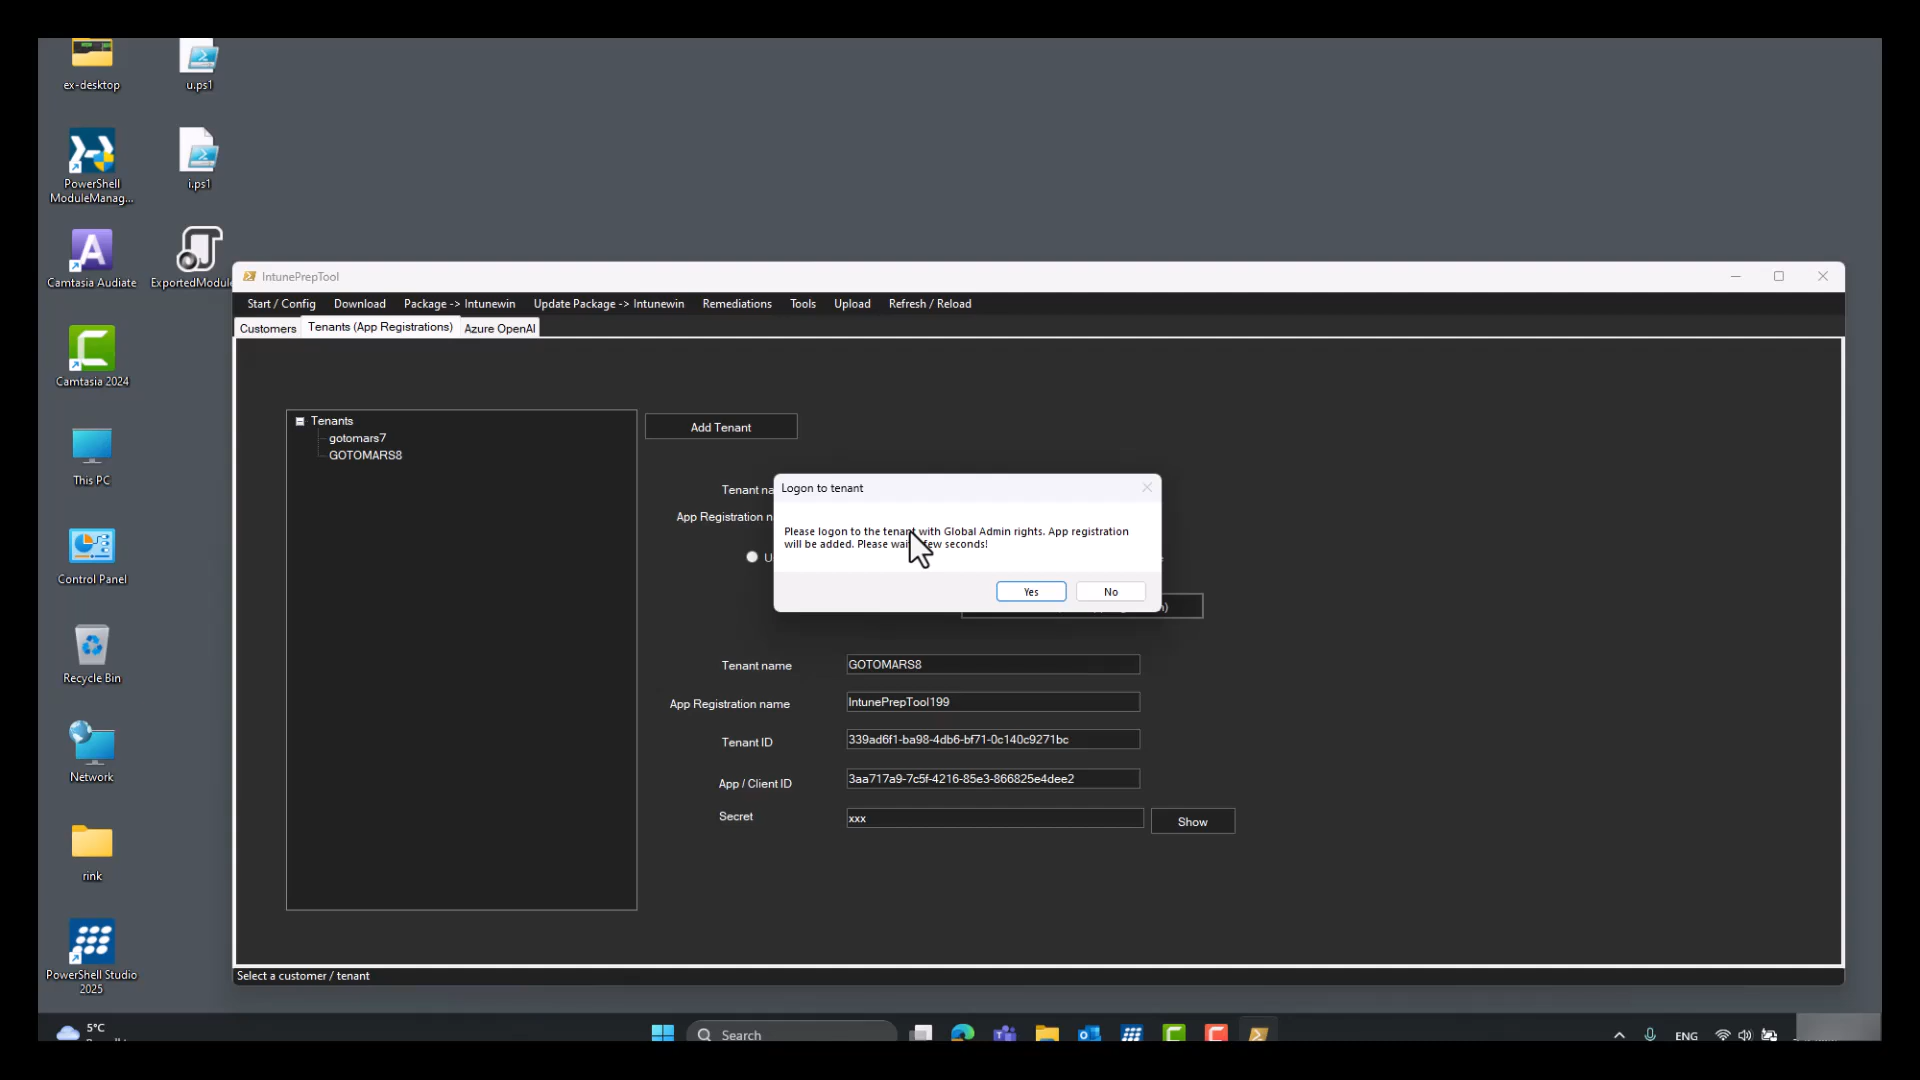 ex-desktop
u.ps1
PowerShell
ModuleManag...
i.ps1
Camtasia Audiate
ExportedModule
Camtasia 2024
This PC
Control Panel
Recycle Bin
Network
rink
PowerShell Studio
2025
IntunePrepTool
Start / Config
Download
Package -> Intunewin
Update Package -> Intunewin
Remediations
Tools
Upload
Refresh / Reload
Customers
Tenants (App Registrations)
Azure OpenAI
Tenants
gotomars7
GOTOMARS8
Add Tenant
Tenant na
App Registration n
Logon to tenant
Please logon to the tenant with Global Admin rights. App registration
will be added. Please wait few seconds!
Yes
No
Tenant name
GOTOMARS8
App Registration name
IntunePrepTool199
Tenant ID
339ad6f1-ba98-4db6-bf71-0c140c9271bc
App / Client ID
3aa717a9-7c5f-4216-85e3-866825e4dee2
Secret
xxx
Show
Select a customer / tenant
5°C
Search
ENG